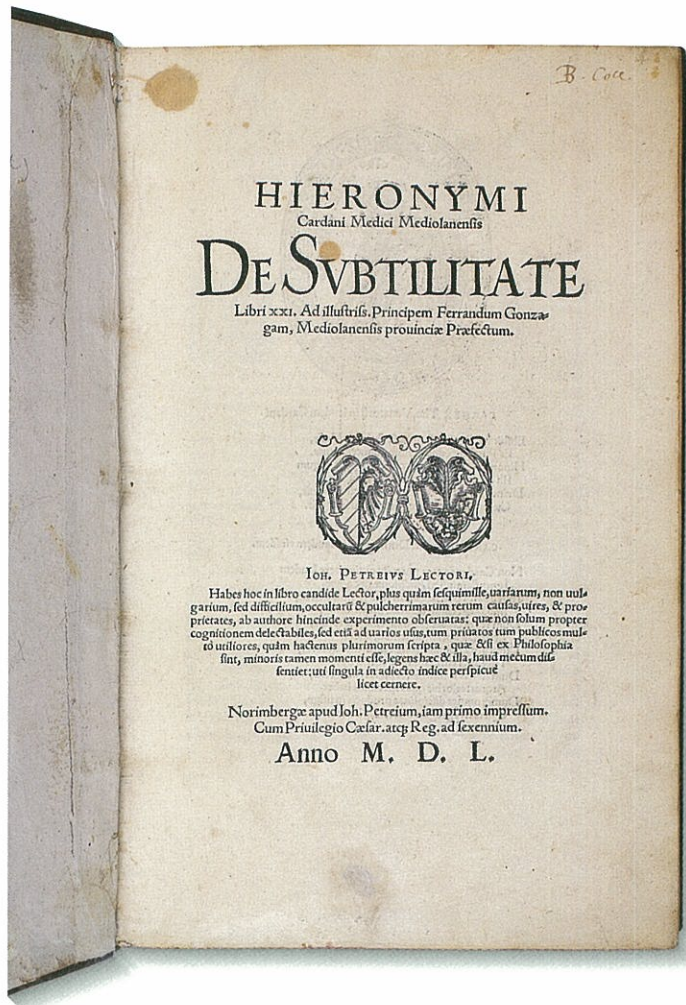 B. Coce.
HIERONYMI
Cardani Medici Mediolanensis
DE SVBTILITATE
Libri XXI. Ad illustriss. Principem Ferrandum Gonza-
gam, Mediolanensis prouinciæ Præfectum.
IOH. PETREIVS LECTORI,
Habes hoc in libro candide Lector, plus quàm sesquimille, uariarum, non uul-
garium, sed difficilium, occultarũ & pulcherrimarum rerum causas, uires, & pro-
prietates, ab authore hincinde experimento obseruatas: quæ non solum propter
cognitionem delectabiles, sed etiã ad uarios usus, tum priuatos tum publicos mul-
tò utiliores, quàm hactenus plurimorum scripta, quæ &si ex Philosophia
sint, minoris tamen momenti esse, legens hæc & illa, haud mecum dis-
sentiet: uti singula in adiecto indice perspicuè
licet cernere.
Norimbergæ apud Ioh. Petreium, iam primo impressum.
Cum Priuilegio Cæsar. atq; Reg. ad sexennium.
Anno M. D. L.